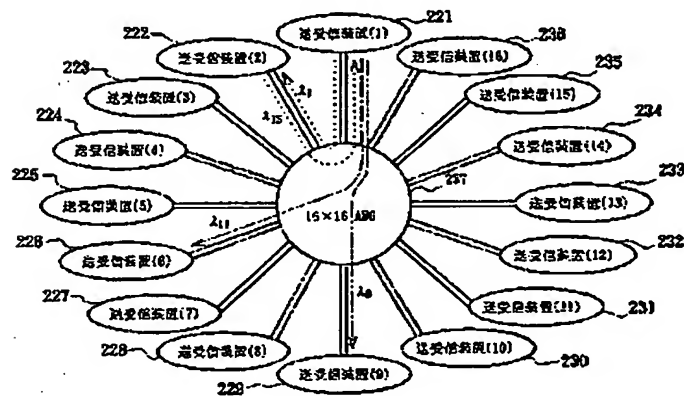 221
送受信装置(1)
222
送受信装置(2)
236
送受信装置(16)
223
送受信装置(3)
235
送受信装置(15)
224
送受信装置(4)
234
送受信装置(14)
225
送受信装置(5)
233
送受信装置(13)
226
送受信装置(6)
232
送受信装置(12)
227
送受信装置(7)
231
送受信装置(11)
228
送受信装置(8)
230
送受信装置(10)
229
送受信装置(9)
237
16×16 AWG
λ15